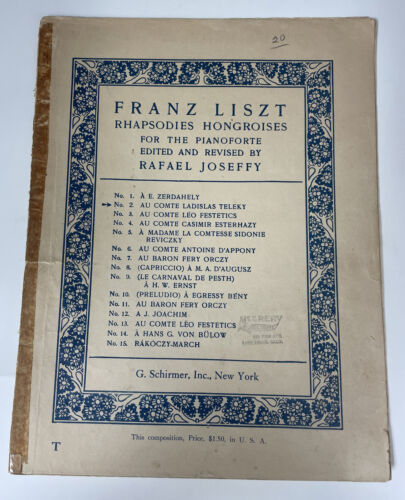 20
FRANZ LISZT
RHAPSODIES HONGROISES
FOR THE PIANOFORTE
EDITED AND REVISED BY
RAFAEL JOSEFFY
No. 1. À E. ZERDAHELY
No. 2. AU COMTE LADISLAS TELEKY
No. 3. AU COMTE LÉO FESTETICS
No. 4. AU COMTE CASIMIR ESTERHAZY
No. 5. À MADAME LA COMTESSE SIDONIE
REVICZKY
No. 6. AU COMTE ANTOINE D'APPONY
No. 7. AU BARON FERY ORCZY
No. 8. (CAPRICCIO) À M. A. D'AUGUSZ
No. 9. (LE CARNAVAL DE PESTH)
À H. W. ERNST
No. 10. (PRELUDIO) À EGRESSY BÉNY
No. 11. AU BARON FERY ORCZY
No. 12. A J. JOACHIM
No. 13. AU COMTE LÉO FESTETICS
No. 14. À HANS G. VON BÜLOW
No. 15. RÁKOCZY-MARCH
G. Schirmer, Inc., New York
This composition, Price, $1.50, in U. S. A.
T